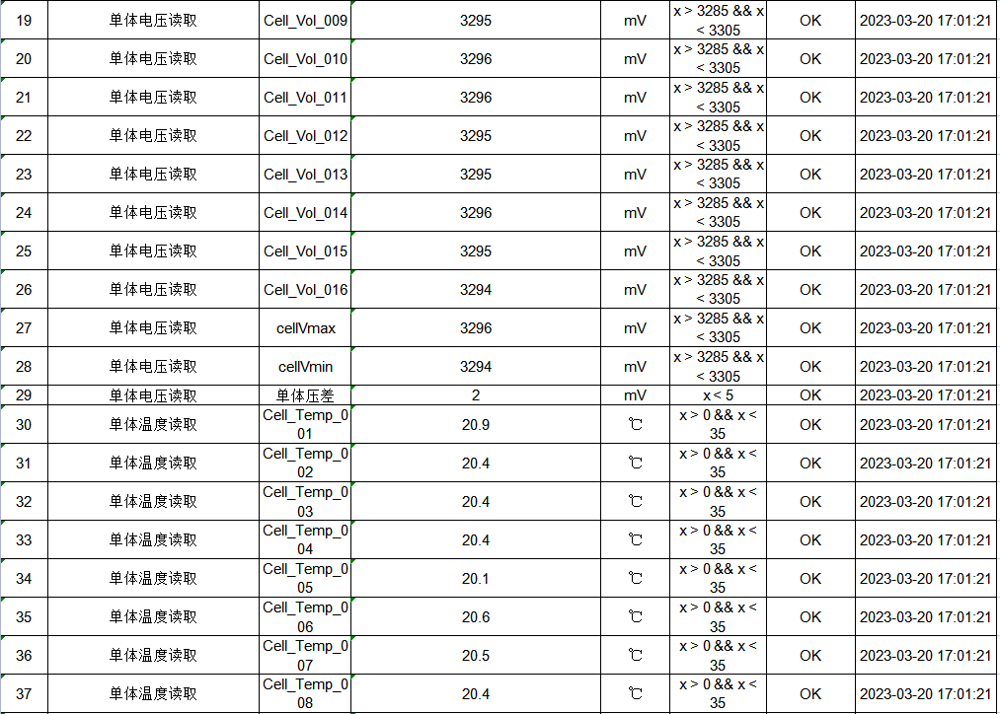 19 单体电压读取 Cell_Vol_009 3295 mV x > 3285 && x < 3305 OK 2023-03-20 17:01:21
20 单体电压读取 Cell_Vol_010 3296 mV x > 3285 && x < 3305 OK 2023-03-20 17:01:21
21 单体电压读取 Cell_Vol_011 3296 mV x > 3285 && x < 3305 OK 2023-03-20 17:01:21
22 单体电压读取 Cell_Vol_012 3295 mV x > 3285 && x < 3305 OK 2023-03-20 17:01:21
23 单体电压读取 Cell_Vol_013 3295 mV x > 3285 && x < 3305 OK 2023-03-20 17:01:21
24 单体电压读取 Cell_Vol_014 3296 mV x > 3285 && x < 3305 OK 2023-03-20 17:01:21
25 单体电压读取 Cell_Vol_015 3295 mV x > 3285 && x < 3305 OK 2023-03-20 17:01:21
26 单体电压读取 Cell_Vol_016 3294 mV x > 3285 && x < 3305 OK 2023-03-20 17:01:21
27 单体电压读取 cellVmax 3296 mV x > 3285 && x < 3305 OK 2023-03-20 17:01:21
28 单体电压读取 cellVmin 3294 mV x > 3285 && x < 3305 OK 2023-03-20 17:01:21
29 单体电压读取 单体压差 2 mV x < 5 OK 2023-03-20 17:01:21
30 单体温度读取 Cell_Temp_001 20.9 ℃ x > 0 && x < 35 OK 2023-03-20 17:01:21
31 单体温度读取 Cell_Temp_002 20.4 ℃ x > 0 && x < 35 OK 2023-03-20 17:01:21
32 单体温度读取 Cell_Temp_003 20.4 ℃ x > 0 && x < 35 OK 2023-03-20 17:01:21
33 单体温度读取 Cell_Temp_004 20.4 ℃ x > 0 && x < 35 OK 2023-03-20 17:01:21
34 单体温度读取 Cell_Temp_005 20.1 ℃ x > 0 && x < 35 OK 2023-03-20 17:01:21
35 单体温度读取 Cell_Temp_006 20.6 ℃ x > 0 && x < 35 OK 2023-03-20 17:01:21
36 单体温度读取 Cell_Temp_007 20.5 ℃ x > 0 && x < 35 OK 2023-03-20 17:01:21
37 单体温度读取 Cell_Temp_008 20.4 ℃ x > 0 && x < 35 OK 2023-03-20 17:01:21